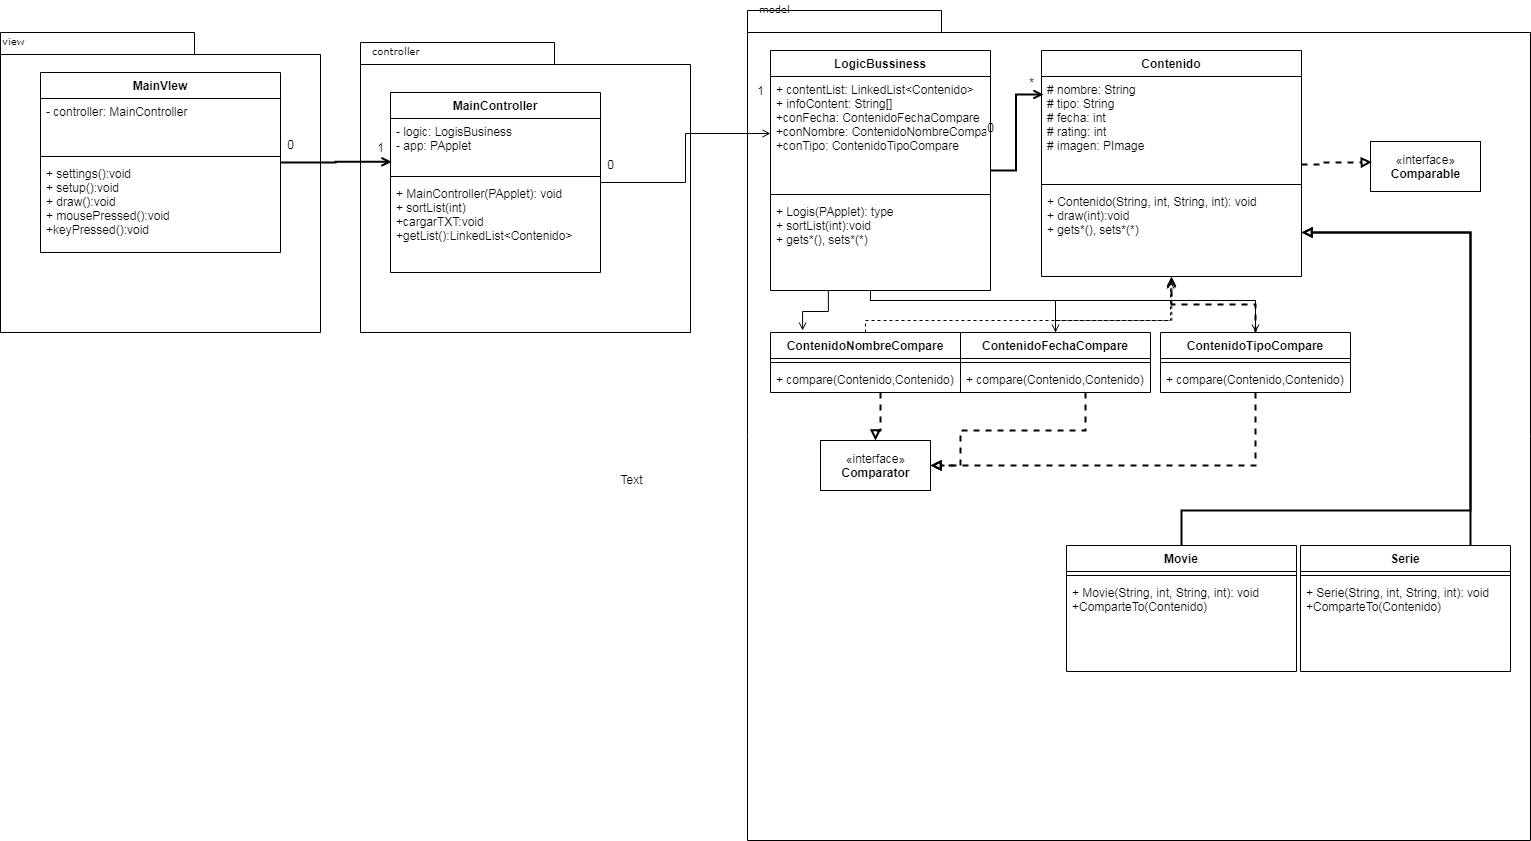 view
MainVIew
- controller: MainController
+ settings():void
+ setup():void
+ draw():void
+ mousePressed():void
+keyPressed():void
0
1
controller
MainController
- logic: LogisBusiness
- app: PApplet
+ MainController(PApplet): void
+ sortList(int)
+cargarTXT:void
+getList():LinkedList<Contenido>
0
1
model
LogicBussiness
+ contentList: LinkedList<Contenido>
+ infoContent: String[]
+conFecha: ContenidoFechaCompare
+conNombre: ContenidoNombreCompa
+conTipo: ContenidoTipoCompare
+ Logis(PApplet): type
+ sortList(int):void
+ gets*(), sets*(*)
0
*
Contenido
# nombre: String
# tipo: String
# fecha: int
# rating: int
# imagen: PImage
+ Contenido(String, int, String, int): void
+ draw(int):void
+ gets*(), sets*(*)
«interface»
Comparable
ContenidoNombreCompare
+ compare(Contenido,Contenido)
ContenidoFechaCompare
+ compare(Contenido,Contenido)
ContenidoTipoCompare
+ compare(Contenido,Contenido)
«interface»
Comparator
Text
Movie
+ Movie(String, int, String, int): void
+ComparteTo(Contenido)
Serie
+ Serie(String, int, String, int): void
+ComparteTo(Contenido)